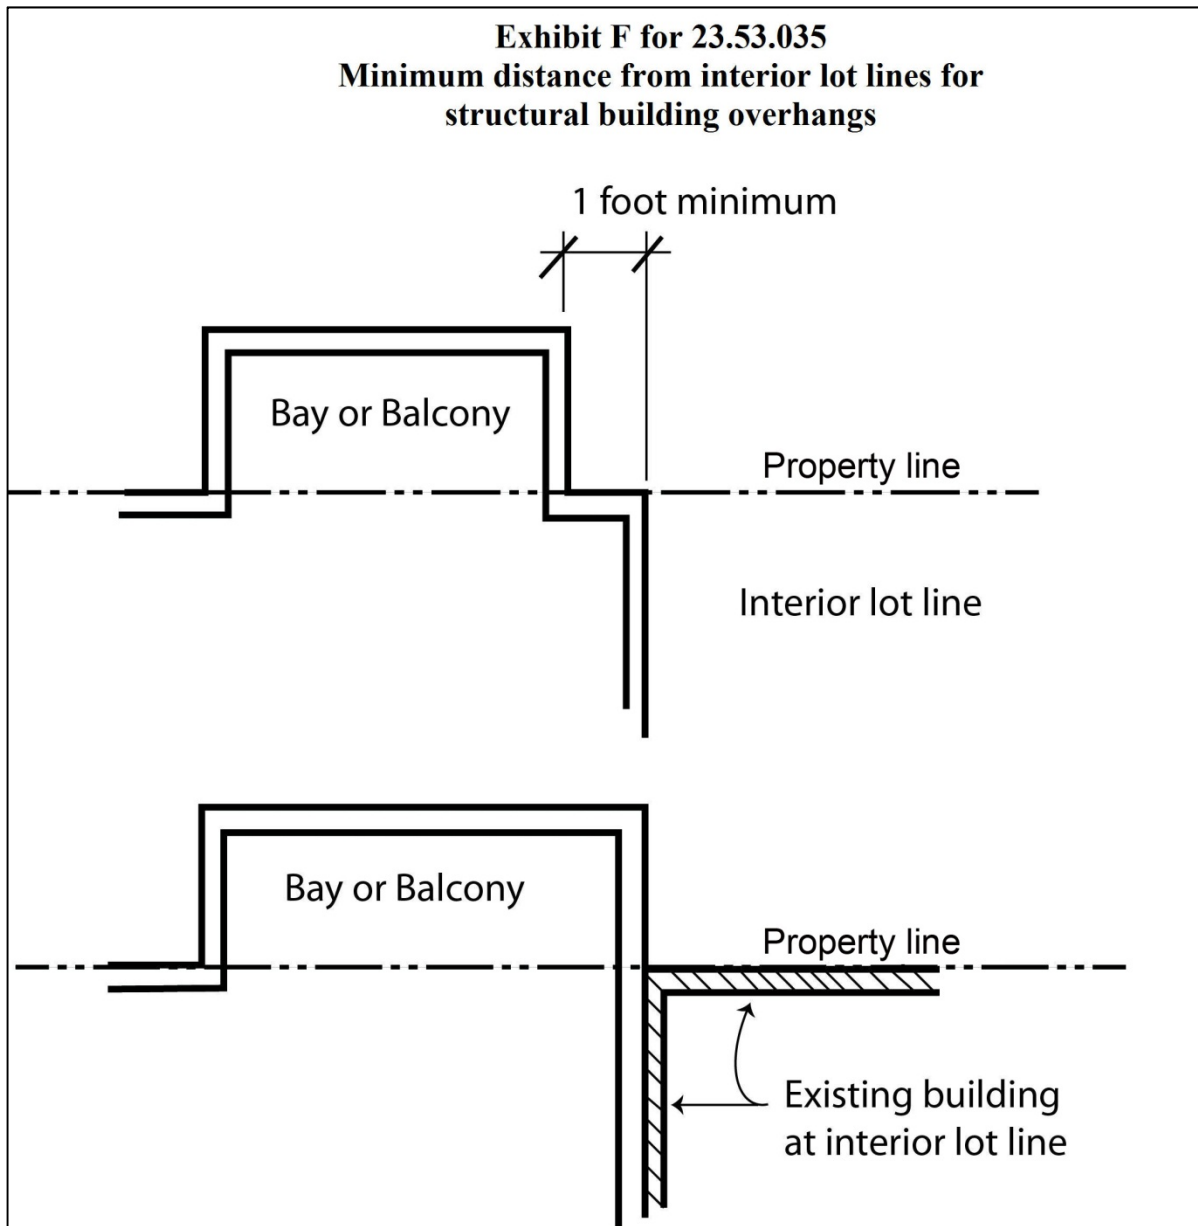 Exhibit F for 23.53.035
Minimum distance from interior lot lines for
structural building overhangs
1 foot minimum
Bay or Balcony
Property line
Interior lot line
Bay or Balcony
Property line
Existing building
at interior lot line